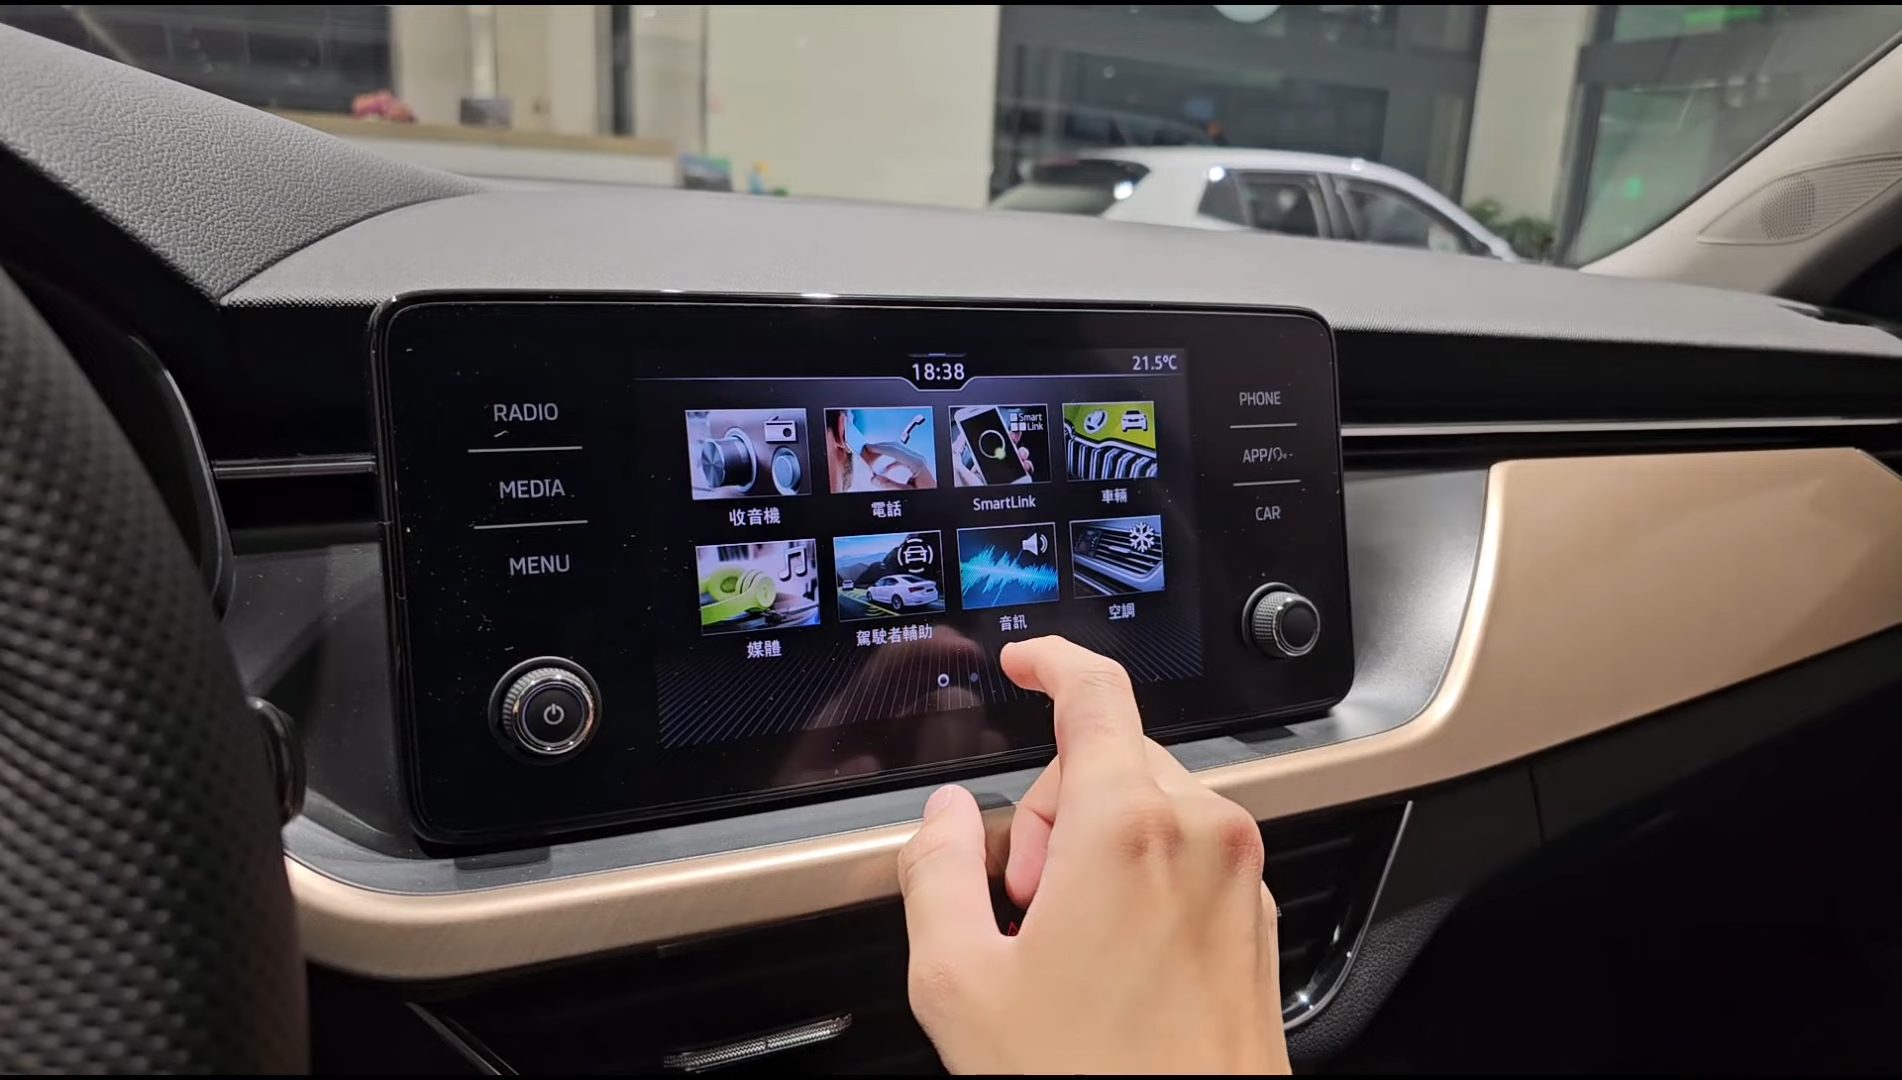 18:38
21.5°C
RADIO
MEDIA
MENU
PHONE
APP/
CAR
Smart
Link
收音機
電話
SmartLink
車輛
媒體
駕駛者輔助
音訊
空調